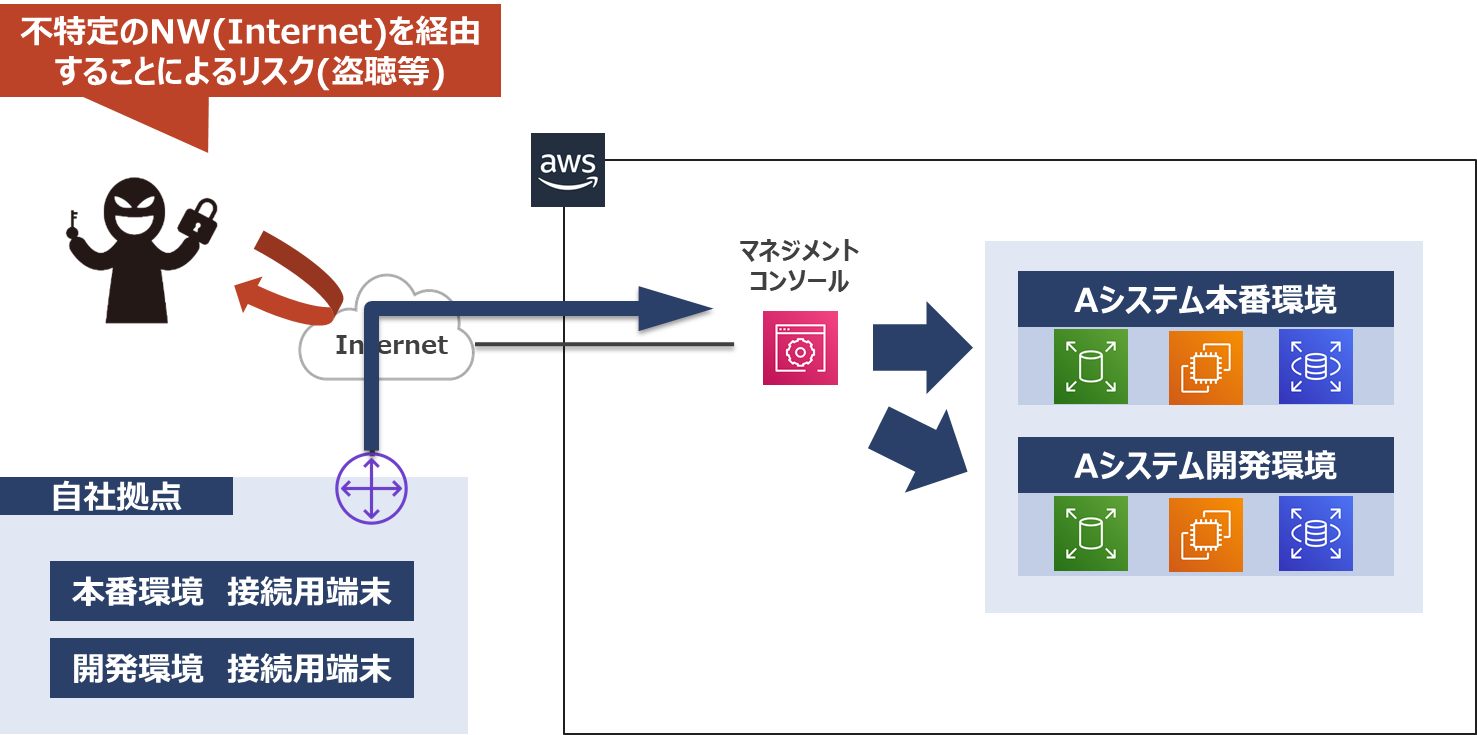 不特定のNW(Internet)を経由
することによるリスク(盗聴等)
aws
マネジメント
コンソール
Aシステム本番環境
Internet
Aシステム開発環境
自社拠点
本番環境　接続用端末
開発環境　接続用端末